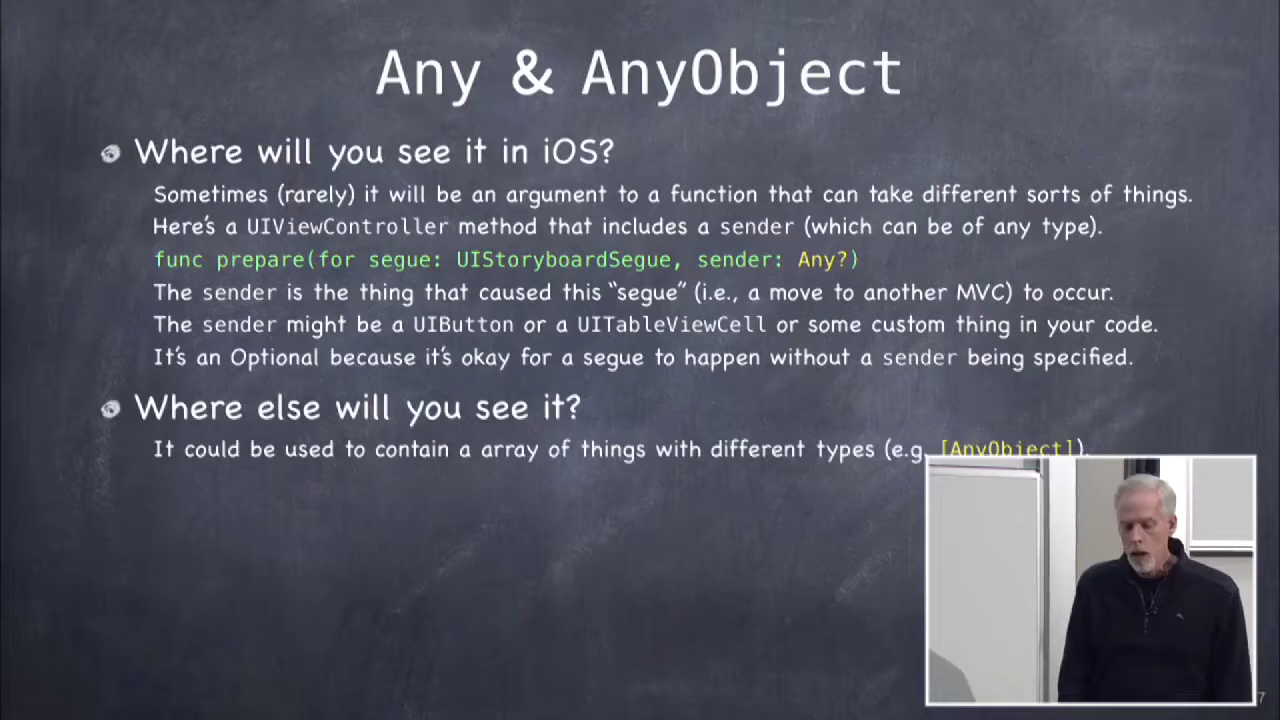 Any & AnyObject
Where will you see it in iOS?
Sometimes (rarely) it will be an argument to a function that can take different sorts of things.
Here's a UIViewController method that includes a sender (which can be of any type).
func prepare(for segue: UIStoryboardSegue, sender: Any?)
The sender is the thing that caused this “segue” (i.e., a move to another MVC) to occur.
The sender might be a UIButton or a UITableViewCell or some custom thing in your code.
It's an Optional because it's okay for a segue to happen without a sender being specified.
Where else will you see it?
It could be used to contain a array of things with different types (e.g. [AnyObject]).
7